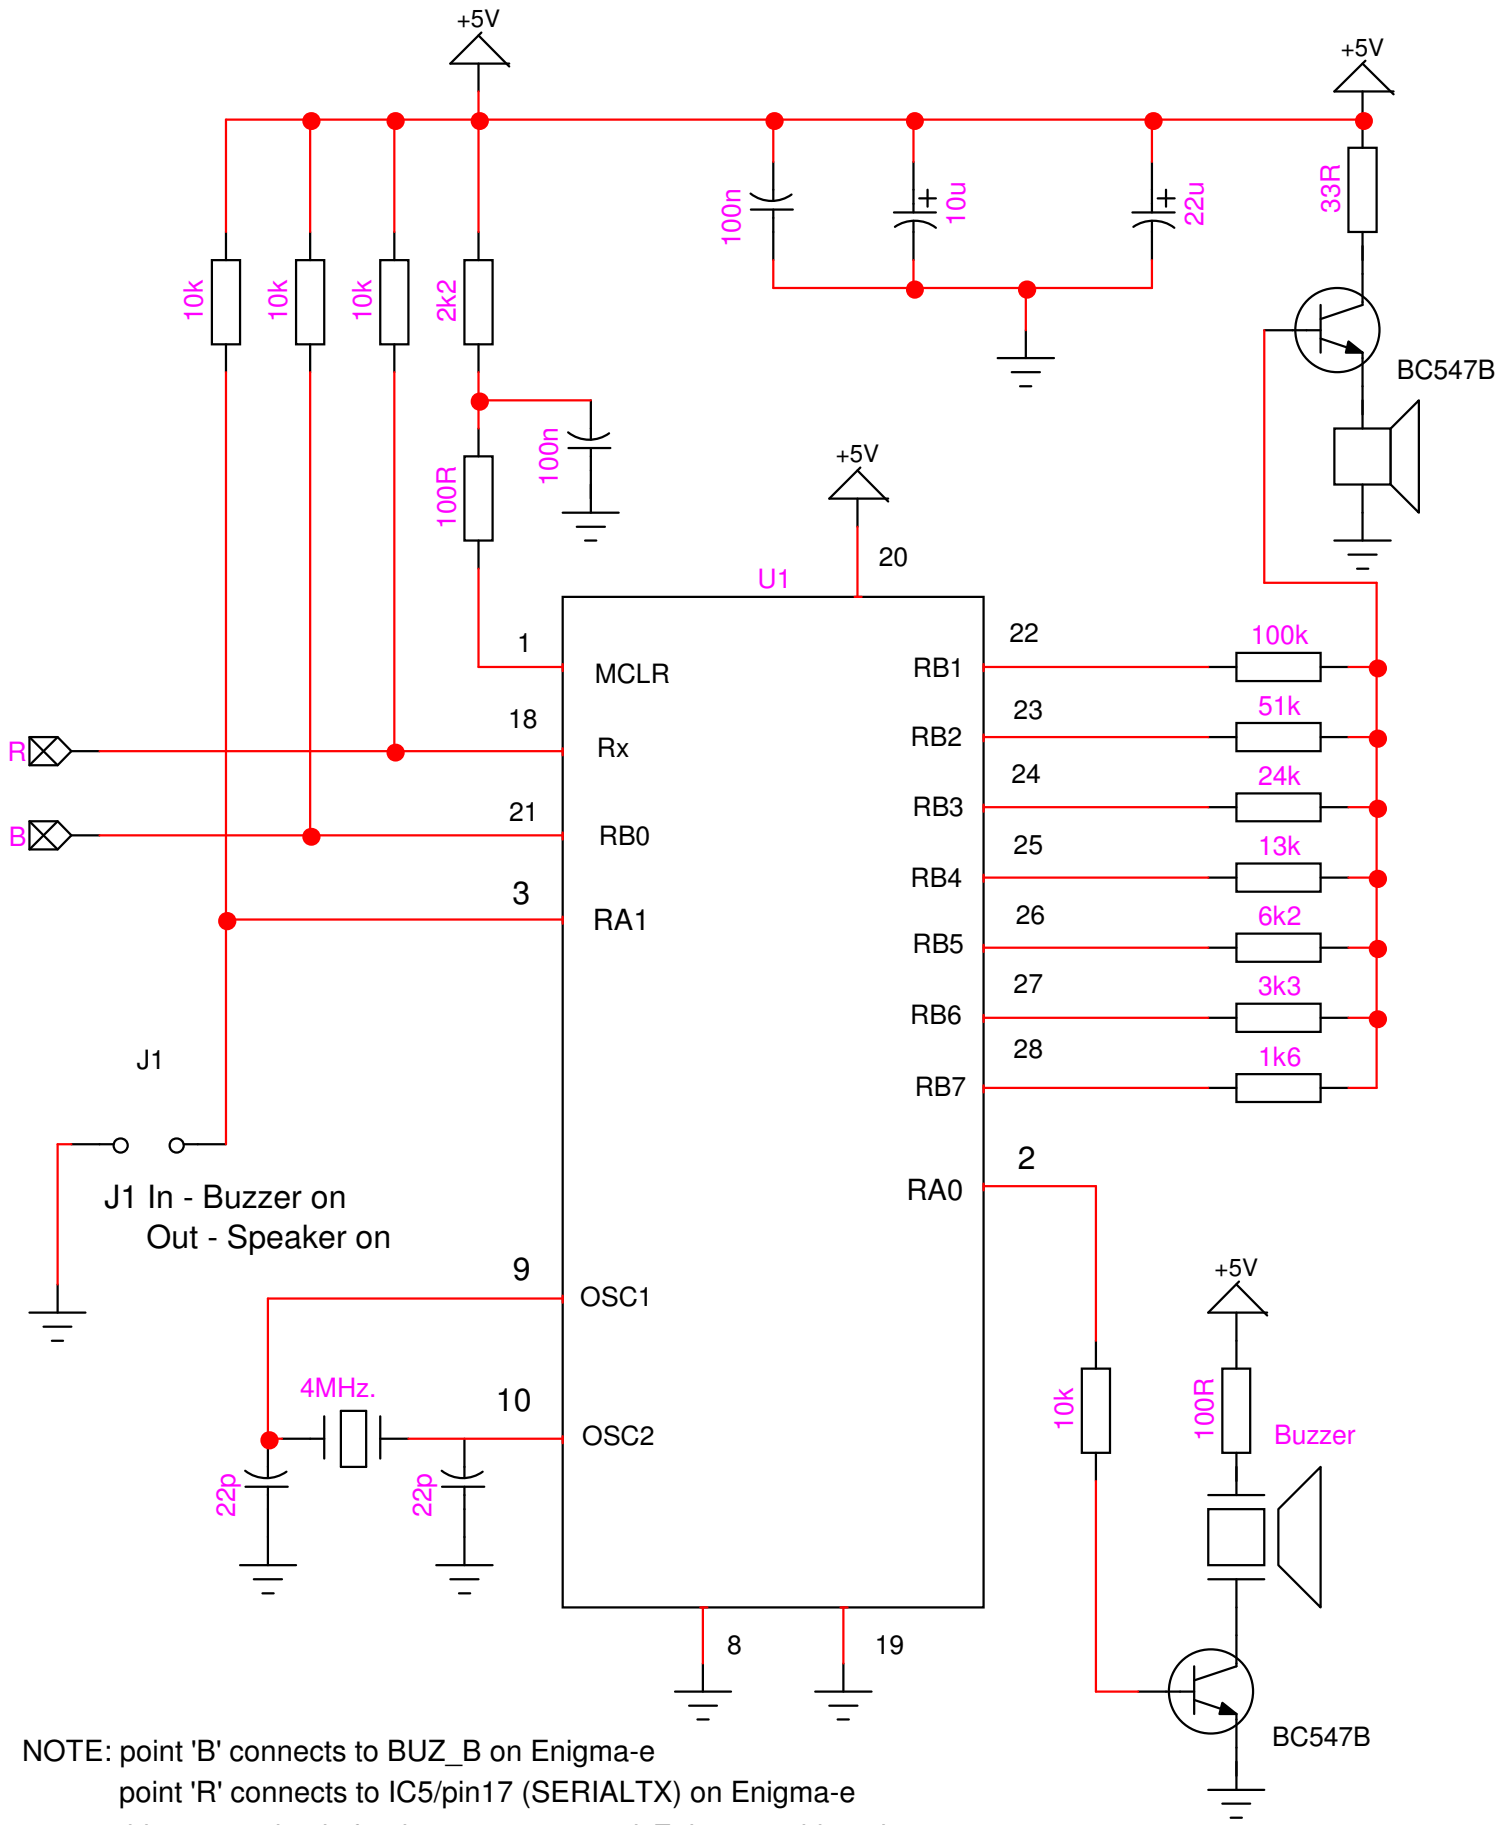 +5V
+5V
100n
+
10u
+
22u
33R
10k
10k
10k
2k2
BC547B
100n
100R
+5V
20
U1
1
MCLR
22
RB1
100k
18
Rx
R
23
RB2
51k
21
RB0
B
24
RB3
24k
3
RA1
25
RB4
13k
26
RB5
6k2
27
RB6
3k3
28
RB7
1k6
J1
J1 In - Buzzer on
Out - Speaker on
2
RA0
9
OSC1
+5V
4MHz.
10
OSC2
10k
100R
Buzzer
22p
22p
8
19
BC547B
NOTE: point 'B' connects to BUZ_B on Enigma-e
point 'R' connects to IC5/pin17 (SERIALTX) on Enigma-e